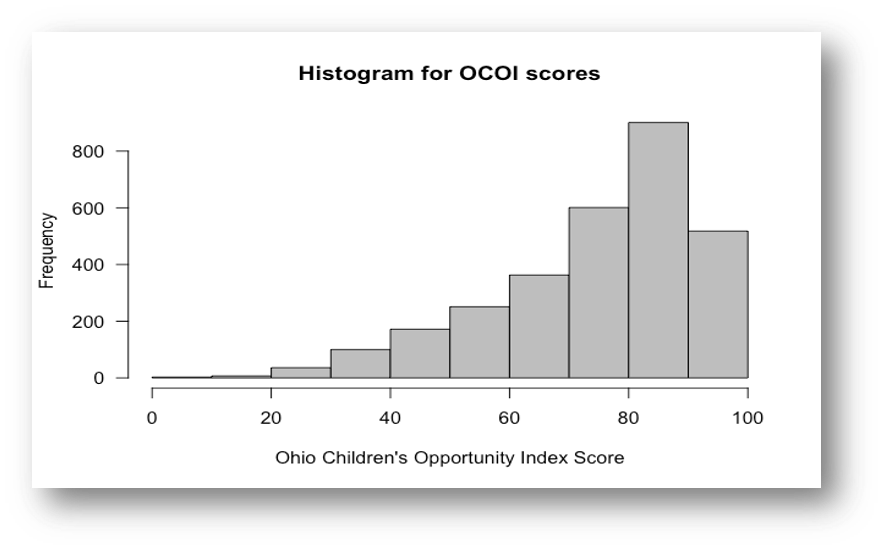 Histogram for OCOI scores
800
600
400
200
0
Frequency
0 20 40 60 80 100
Ohio Children's Opportunity Index Score